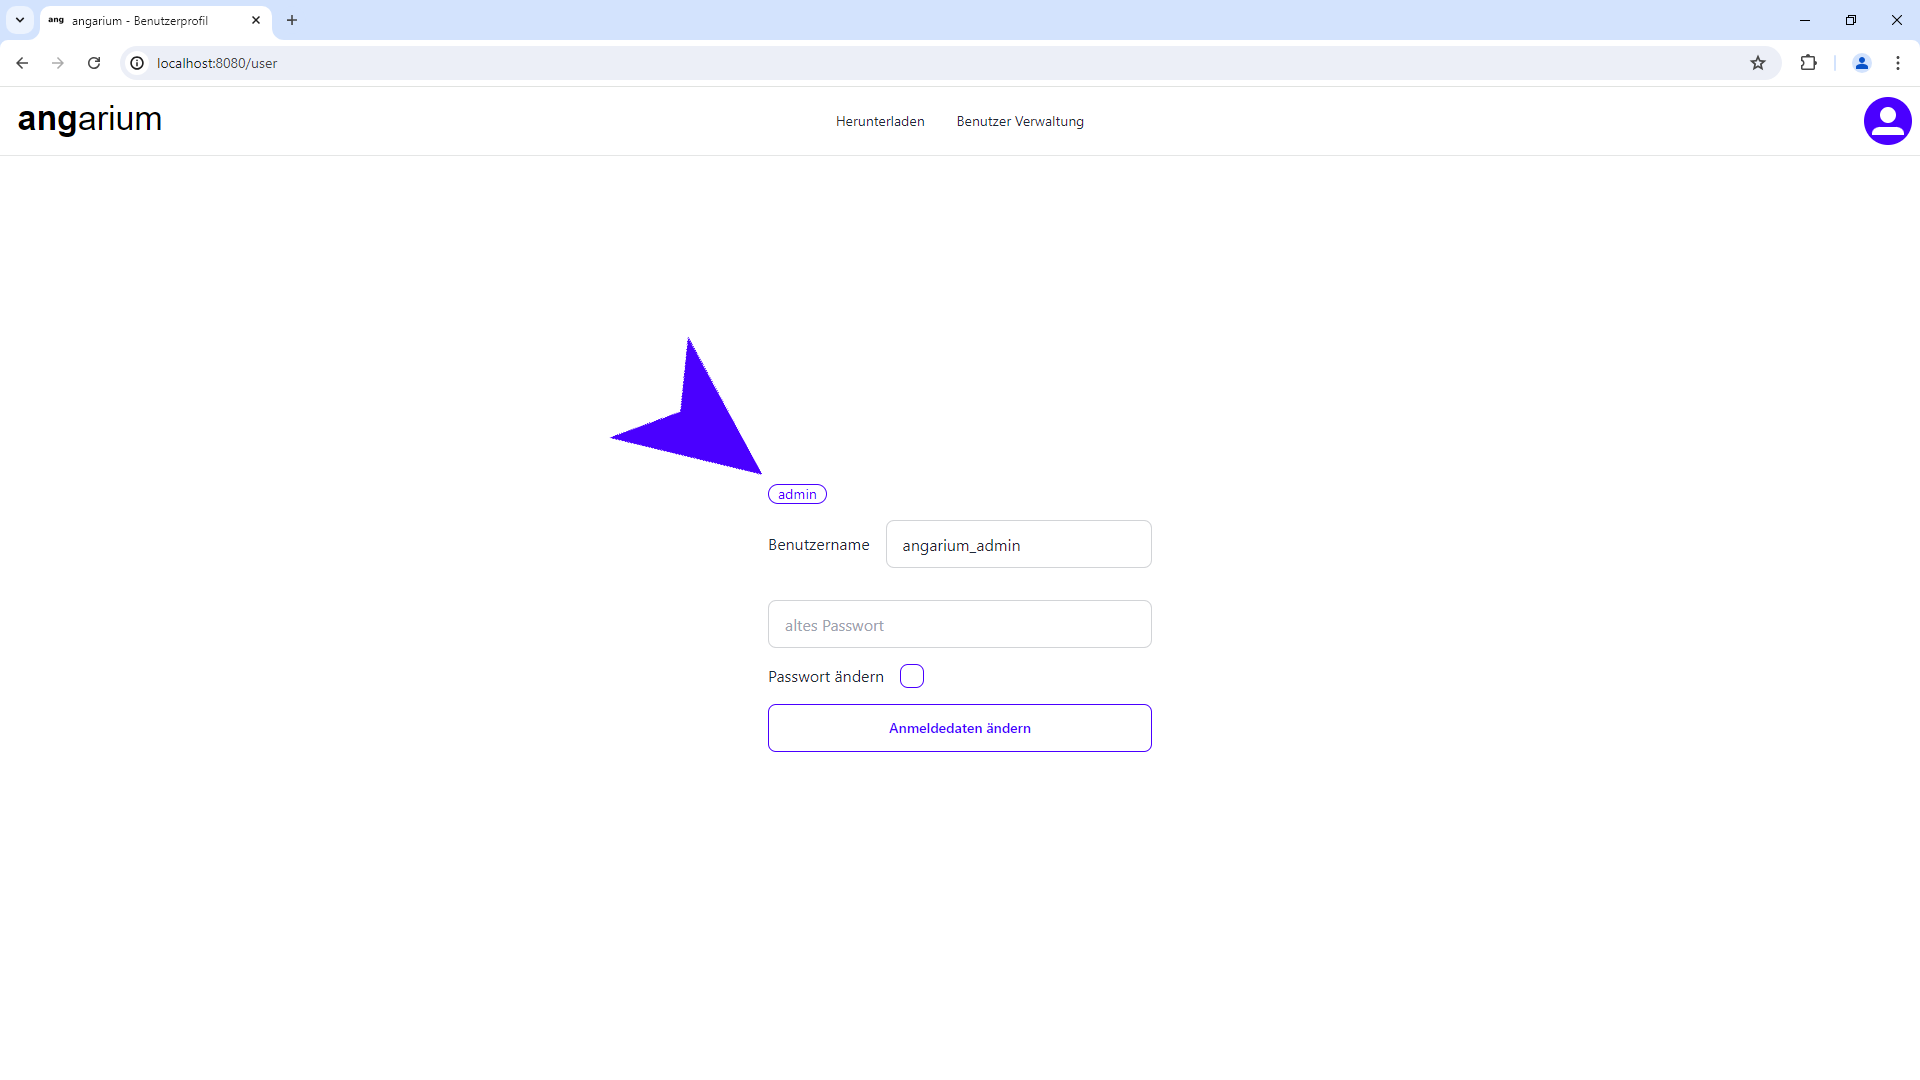 ang angarium - Benutzerprofil
localhost:8080/user
angarium
Herunterladen Benutzer Verwaltung
admin
Benutzername angarium_admin
altes Passwort
Passwort ändern
Anmeldedaten ändern